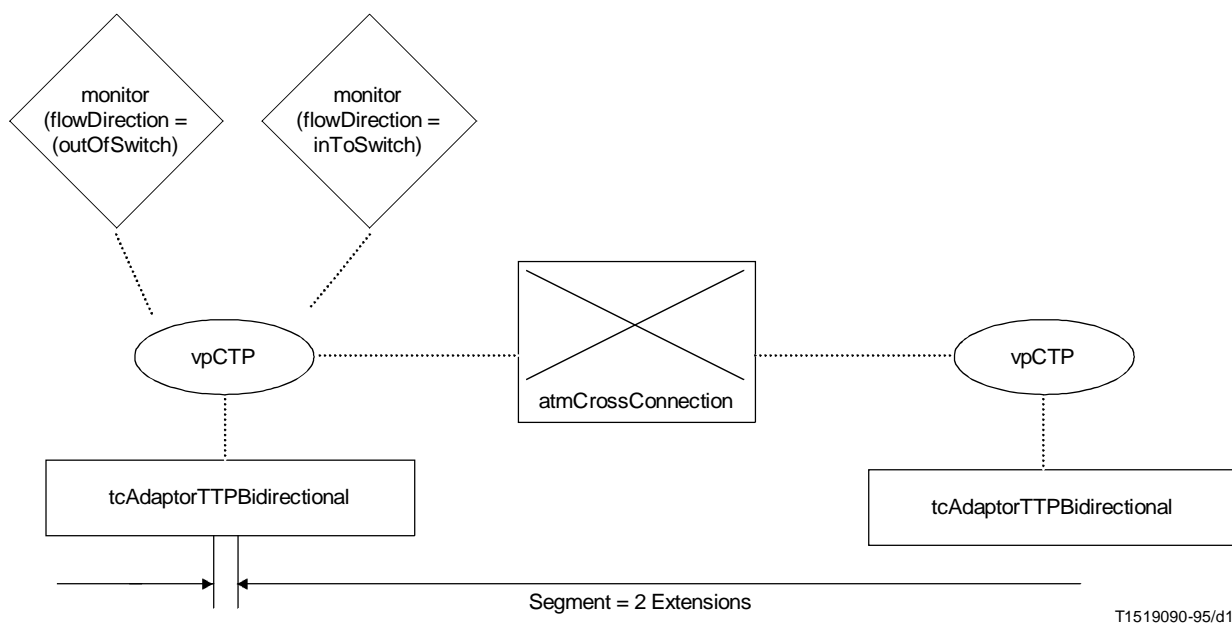 monitor
(flowDirection =
(outOfSwitch)
monitor
(flowDirection =
inToSwitch)
vpCTP
atmCrossConnection
vpCTP
tcAdaptorTTPBidirectional
tcAdaptorTTPBidirectional
Segment = 2 Extensions
T1519090-95/d1